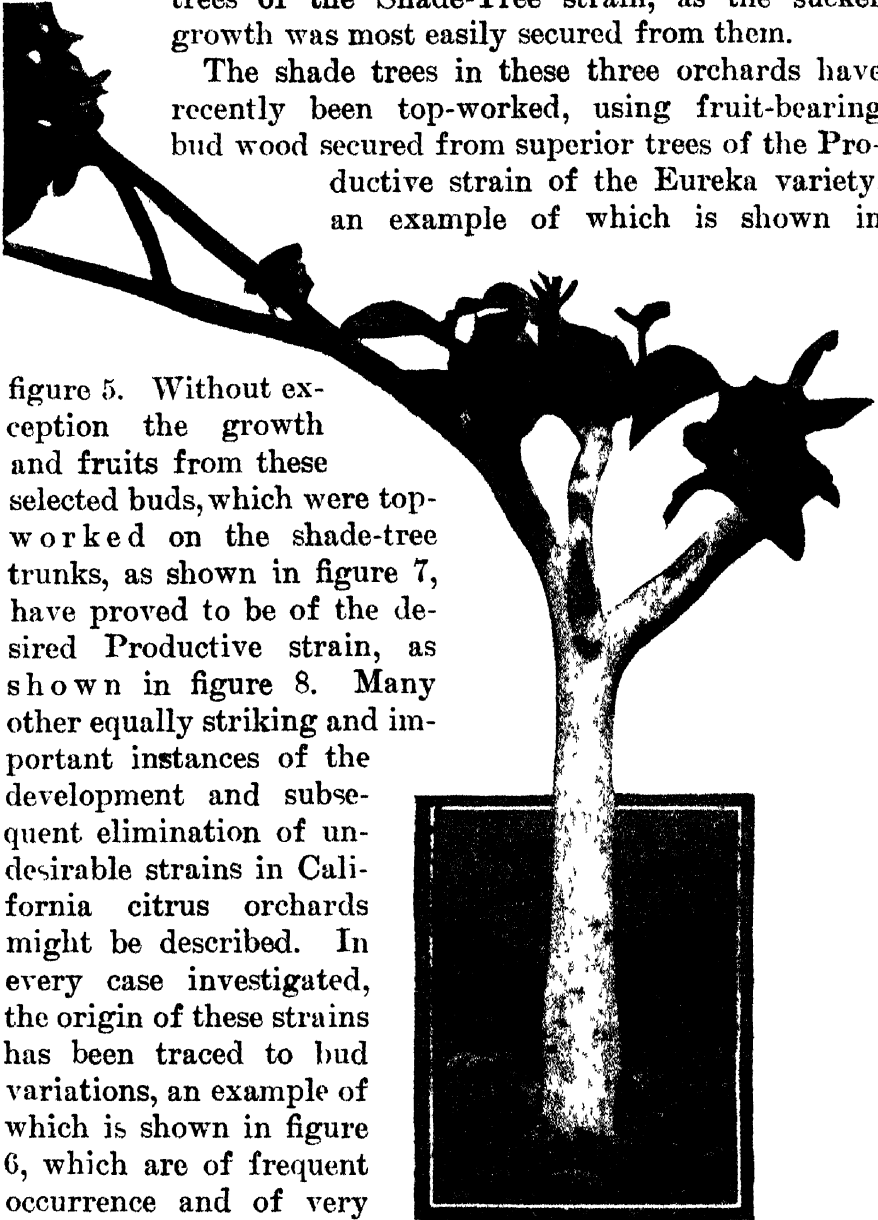 trees of the Shade-Tree strain, as the sucker
growth was most easily secured from them.
The shade trees in these three orchards have
recently been top-worked, using fruit-bearing
bud wood secured from superior trees of the Pro-
ductive strain of the Eureka variety
an example of which is shown in
figure 5. Without ex-
ception the growth
and fruits from these
selected buds, which were top-
worked on the shade-tree
trunks, as shown in figure 7,
have proved to be of the de-
sired Productive strain, as
shown in figure 8. Many
other equally striking and im-
portant instances of the
development and subse-
quent elimination of un-
desirable strains in Cali-
fornia citrus orchards
might be described. In
every case investigated,
the origin of these strains
has been traced to bud
variations, an example of
which is shown in figure
6, which are of frequent
occurrence and of very